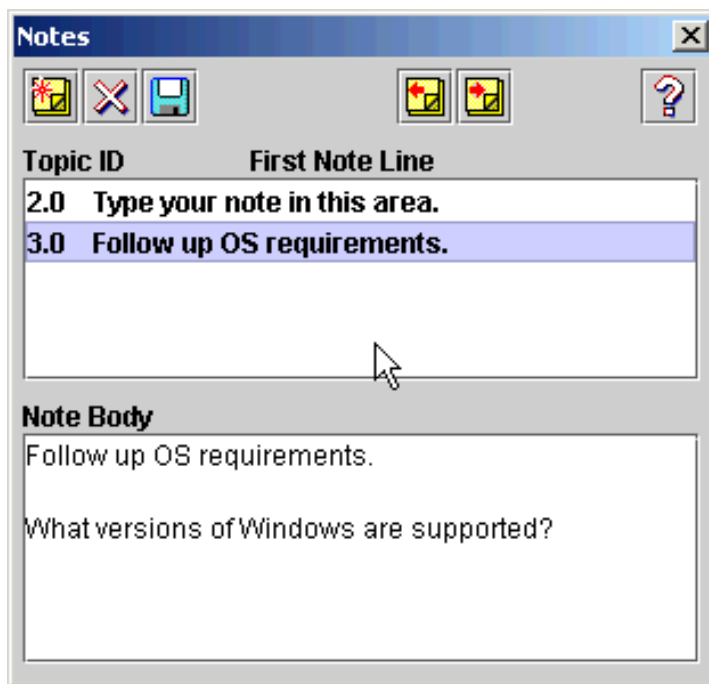 Notes
Topic ID First Note Line
2.0 Type your note in this area.
3.0 Follow up OS requirements.
Note Body
Follow up OS requirements.
What versions of Windows are supported?